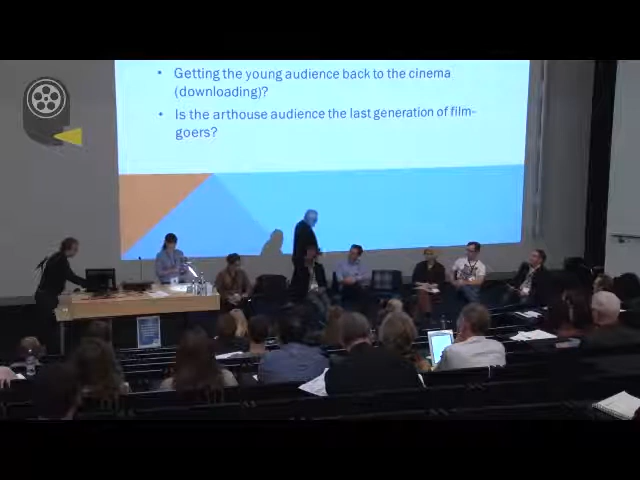 • Getting the young audience back to the cinema
(downloading)?
• Is the arthouse audience the last generation of film-
goers?